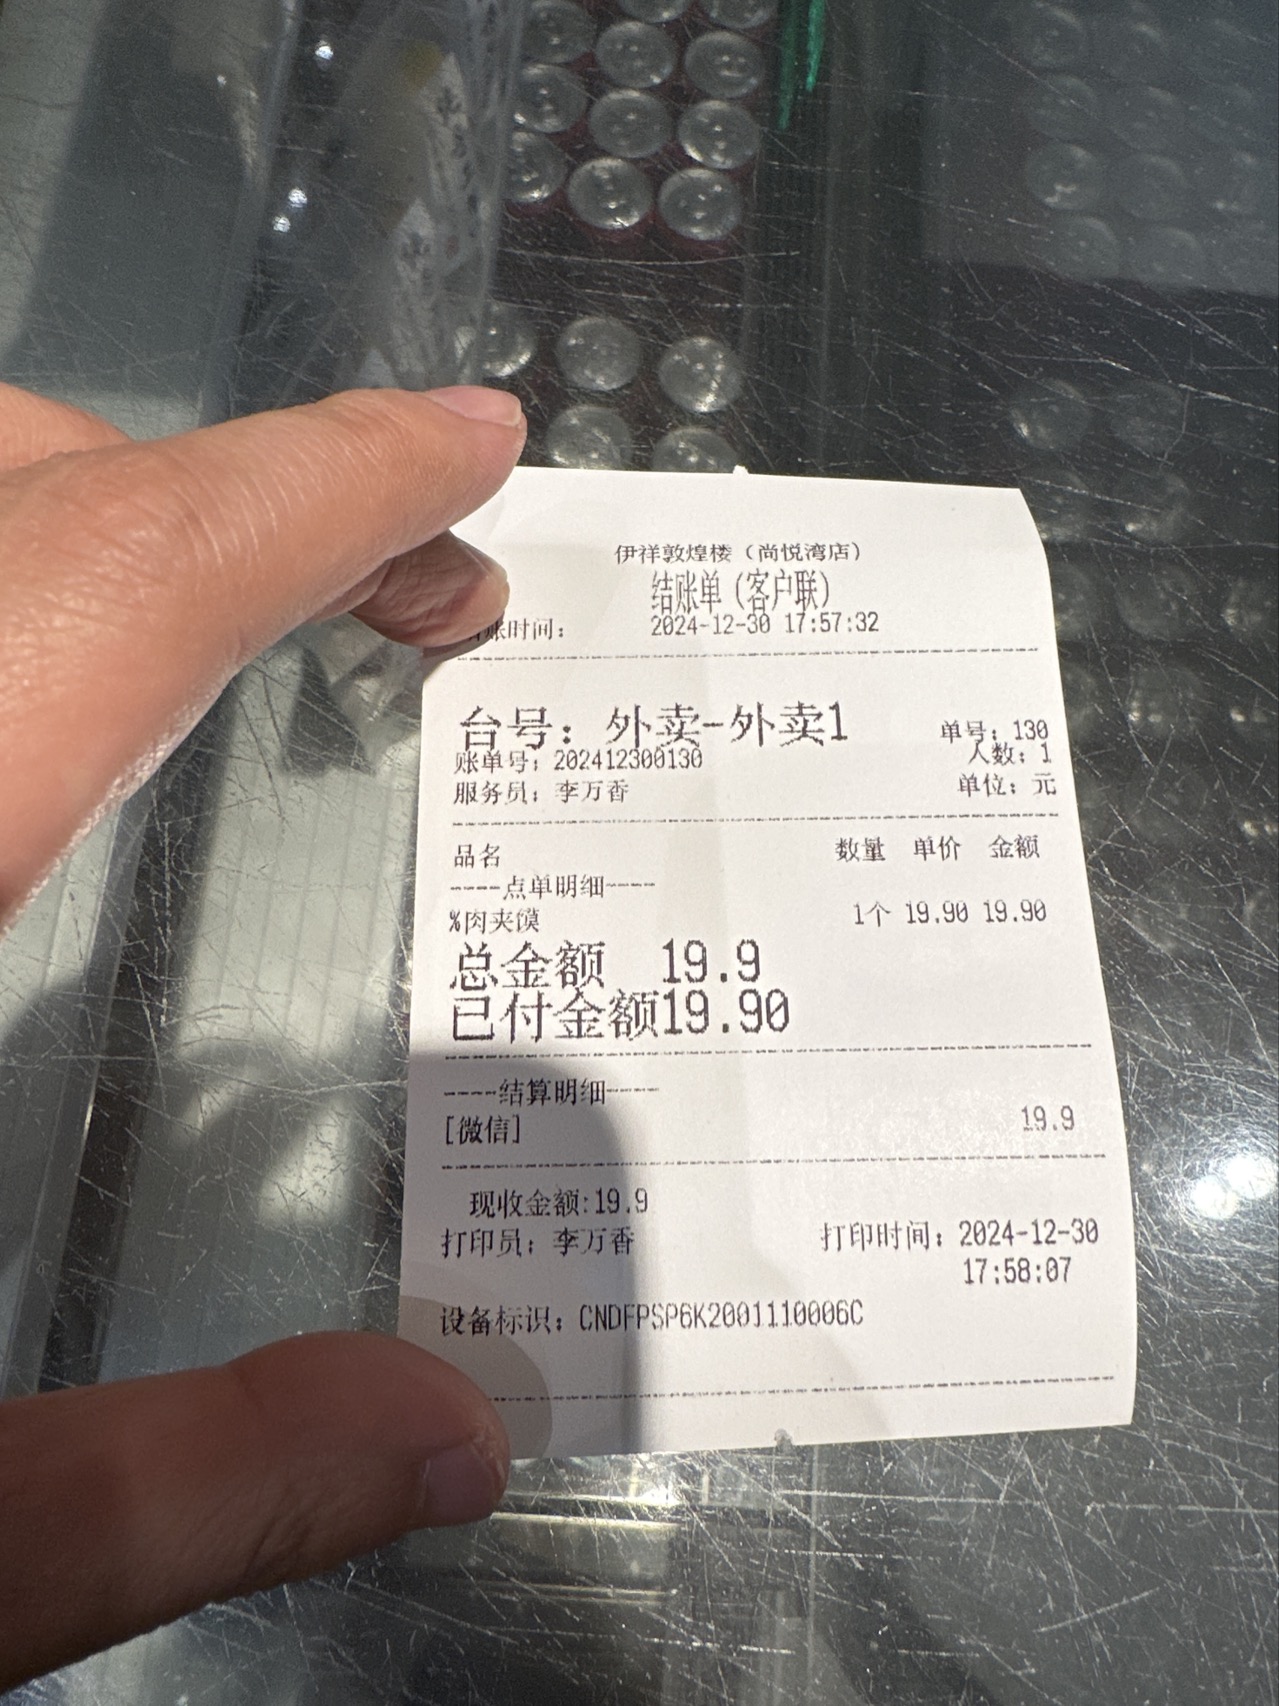 伊祥敦煌楼（尚悦湾店）
结账单（客户联）
账时间： 2024-12-30 17:57:32
台号：外卖-外卖1 单号：130
账单号：202412300130 人数：1
服务员：李万香 单位：元
品名 数量 单价 金额
----点单明细----
%肉夹馍 1个 19.90 19.90
总金额 19.9
已付金额19.90
----结算明细----
[微信] 19.9
现收金额:19.9
打印员：李万香 打印时间：2024-12-30
17:58:07
设备标识：CNDFPSP6K2001110006C